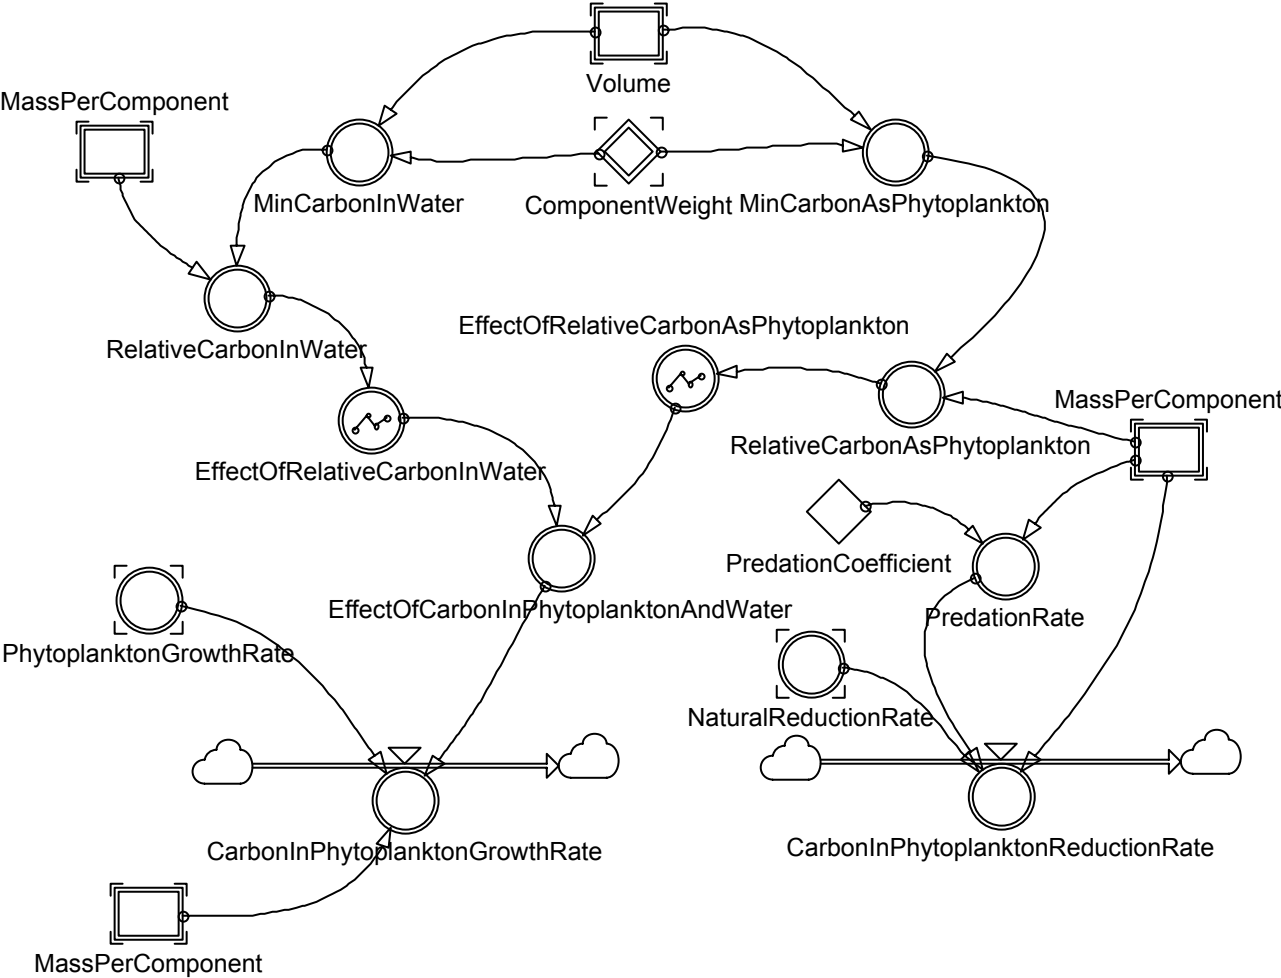 Volume
MassPerComponent
MinCarbonInWater
ComponentWeight
MinCarbonAsPhytoplankton
EffectOfRelativeCarbonAsPhytoplankton
RelativeCarbonInWater
MassPerComponent
RelativeCarbonAsPhytoplankton
EffectOfRelativeCarbonInWater
PredationCoefficient
EffectOfCarbonInPhytoplanktonAndWater
PredationRate
PhytoplanktonGrowthRate
NaturalReductionRate
CarbonInPhytoplanktonGrowthRate
CarbonInPhytoplanktonReductionRate
MassPerComponent